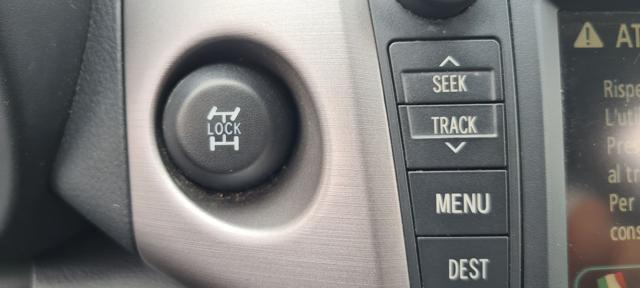 LOCK
SEEK
TRACK
MENU
DEST
AT
Rispe
L'uti
Pre
al tr
Per
cons